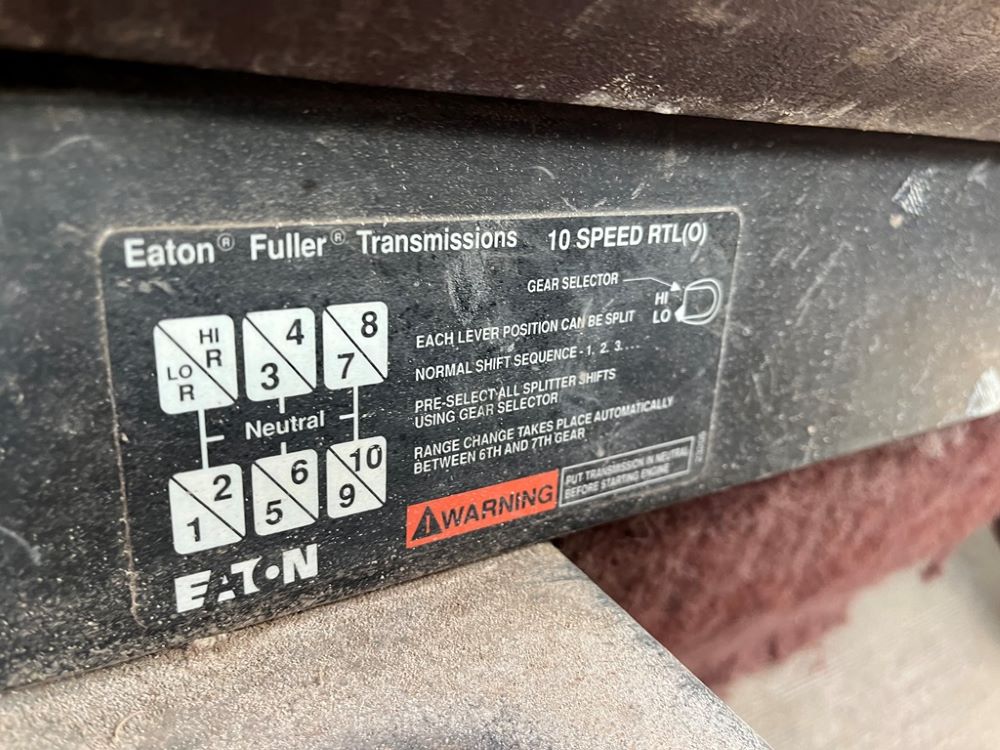 Eaton® Fuller® Transmissions 10 SPEED RTL(O)
GEAR SELECTOR
HI
LO
HI
R
LO
R
4
3
8
7
Neutral
2
1
6
5
10
9
EACH LEVER POSITION CAN BE SPLIT
NORMAL SHIFT SEQUENCE - 1, 2, 3....
PRE-SELECT ALL SPLITTER SHIFTS
USING GEAR SELECTOR
RANGE CHANGE TAKES PLACE AUTOMATICALLY
BETWEEN 6TH AND 7TH GEAR
WARNING
PUT TRANSMISSION IN NEUTRAL
BEFORE STARTING ENGINE
EATON